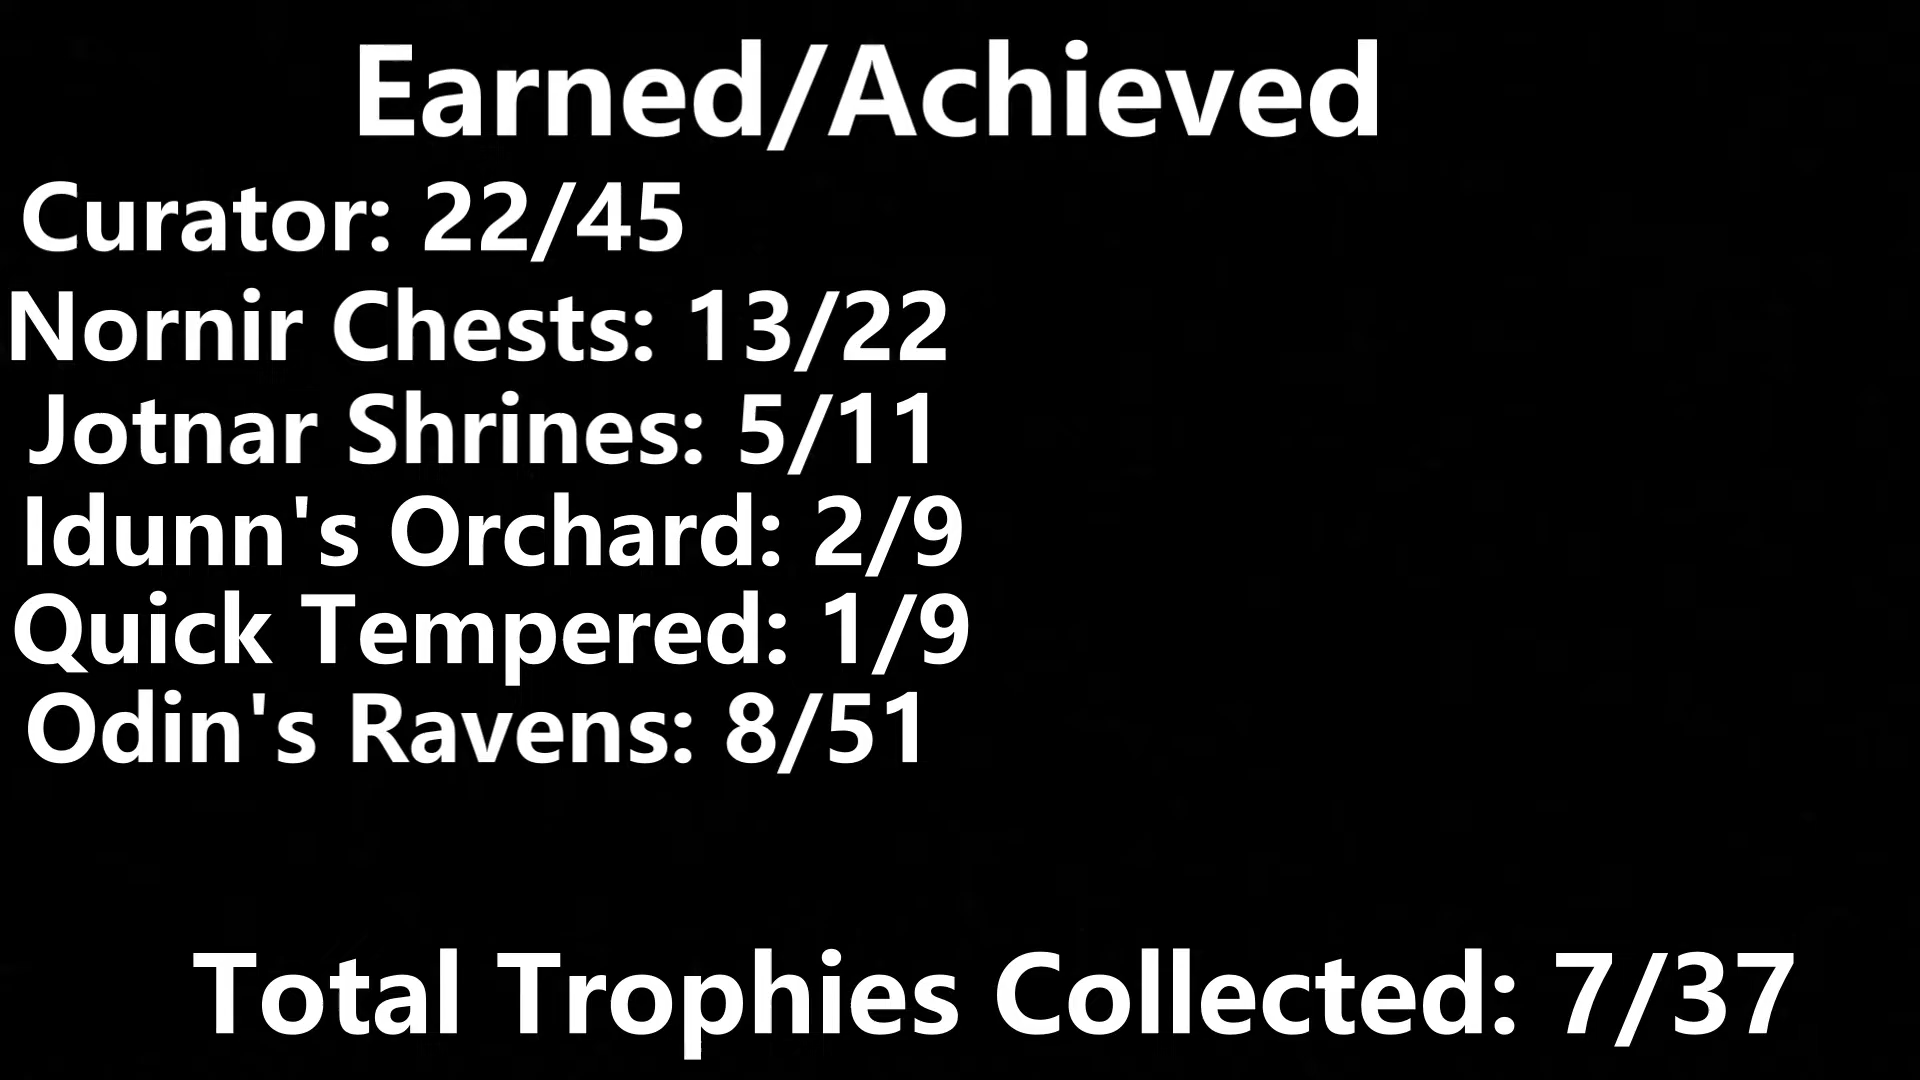 Earned/Achieved
Curator: 22/45
Nornir Chests: 13/22
Jotnar Shrines: 5/11
Idunn's Orchard: 2/9
Quick Tempered: 1/9
Odin's Ravens: 8/51
Total Trophies Collected: 7/37